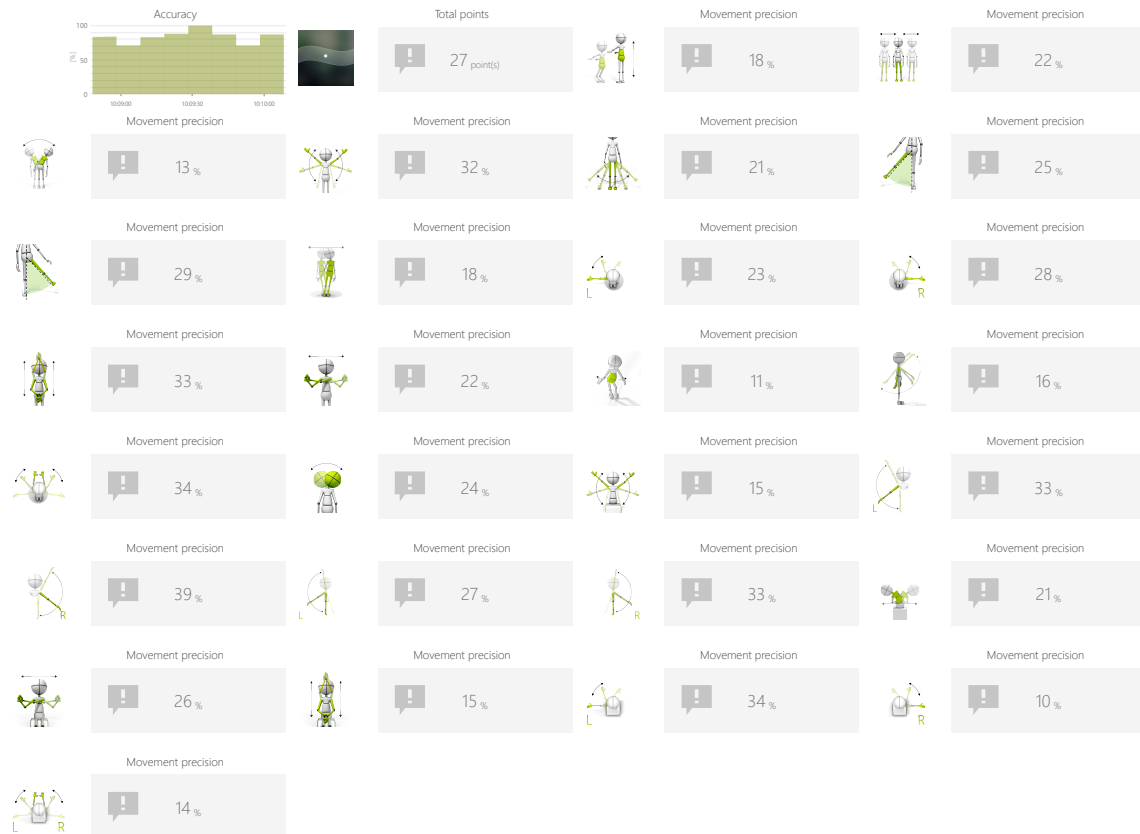 Accuracy
Total points
Movement precision
Movement precision
100
[%]
50
0
10:09:00
10:09:30
10:10:00
27 point(s)
18 %
22 %
Movement precision
Movement precision
Movement precision
Movement precision
13 %
32 %
21 %
25 %
Movement precision
Movement precision
Movement precision
Movement precision
29 %
18 %
23 %
28 %
L
R
Movement precision
Movement precision
Movement precision
Movement precision
33 %
22 %
11 %
16 %
Movement precision
Movement precision
Movement precision
Movement precision
34 %
24 %
15 %
33 %
L
Movement precision
Movement precision
Movement precision
Movement precision
39 %
27 %
33 %
21 %
R
L
R
Movement precision
Movement precision
Movement precision
Movement precision
26 %
15 %
34 %
10 %
L
R
Movement precision
14 %
L
R